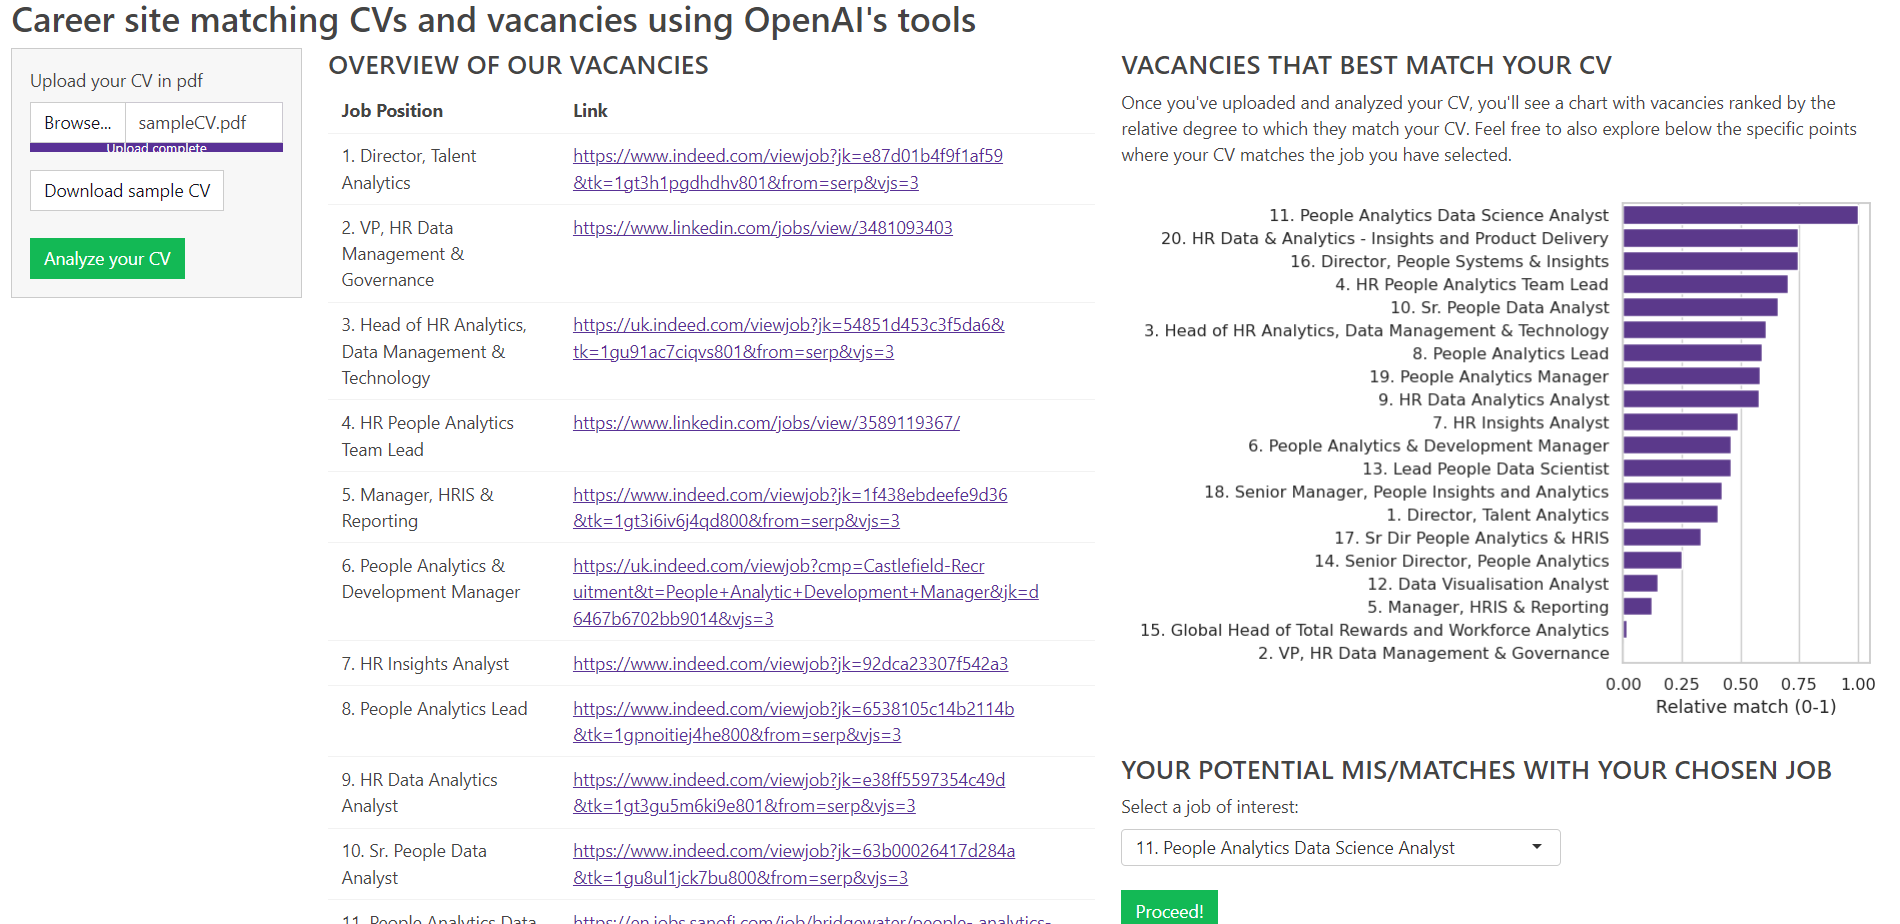 Career site matching CVs and vacancies using OpenAI's tools
Upload your CV in pdf
Browse...
sampleCV.pdf
Upload complete
Download sample CV
Analyze your CV
OVERVIEW OF OUR VACANCIES
Job Position
Link
1. Director, Talent
Analytics
https://www.indeed.com/viewjob?jk=e87d01b4f9f1af59
&tk=1gt3h1pgdhdhv801&from=serp&vjs=3
2. VP, HR Data
Management &
Governance
https://www.linkedin.com/jobs/view/3481093403
3. Head of HR Analytics,
Data Management &
Technology
https://uk.indeed.com/viewjob?jk=54851d453c3f5da6&
tk=1gu91ac7ciqvs801&from=serp&vjs=3
4. HR People Analytics
Team Lead
https://www.linkedin.com/jobs/view/3589119367/
5. Manager, HRIS &
Reporting
https://www.indeed.com/viewjob?jk=1f438ebdeefe9d36
&tk=1gt3i6iv6j4qd800&from=serp&vjs=3
6. People Analytics &
Development Manager
https://uk.indeed.com/viewjob?cmp=Castlefield-Recr
uitment&t=People+Analytic+Development+Manager&jk=d
6467b6702bb9014&vjs=3
7. HR Insights Analyst
https://www.indeed.com/viewjob?jk=92dca23307f542a3
8. People Analytics Lead
https://www.indeed.com/viewjob?jk=6538105c14b2114b
&tk=1gpnoitiej4he800&from=serp&vjs=3
9. HR Data Analytics
Analyst
https://www.indeed.com/viewjob?jk=e38ff5597354c49d
&tk=1gt3gu5m6ki9e801&from=serp&vjs=3
10. Sr. People Data
Analyst
https://www.indeed.com/viewjob?jk=63b00026417d284a
&tk=1gu8ul1jck7bu800&from=serp&vjs=3
11. People Analytics Data
https://en.jobs.sanofi.com/job/bridgewater/people-analytics-
VACANCIES THAT BEST MATCH YOUR CV
Once you've uploaded and analyzed your CV, you'll see a chart with vacancies ranked by the
relative degree to which they match your CV. Feel free to also explore below the specific points
where your CV matches the job you have selected.
11. People Analytics Data Science Analyst
20. HR Data & Analytics - Insights and Product Delivery
16. Director, People Systems & Insights
4. HR People Analytics Team Lead
10. Sr. People Data Analyst
3. Head of HR Analytics, Data Management & Technology
8. People Analytics Lead
19. People Analytics Manager
9. HR Data Analytics Analyst
7. HR Insights Analyst
6. People Analytics & Development Manager
13. Lead People Data Scientist
18. Senior Manager, People Insights and Analytics
1. Director, Talent Analytics
17. Sr Dir People Analytics & HRIS
14. Senior Director, People Analytics
12. Data Visualisation Analyst
5. Manager, HRIS & Reporting
15. Global Head of Total Rewards and Workforce Analytics
2. VP, HR Data Management & Governance
0.00 0.25 0.50 0.75 1.00
Relative match (0-1)
YOUR POTENTIAL MIS/MATCHES WITH YOUR CHOSEN JOB
Select a job of interest:
11. People Analytics Data Science Analyst
Proceed!